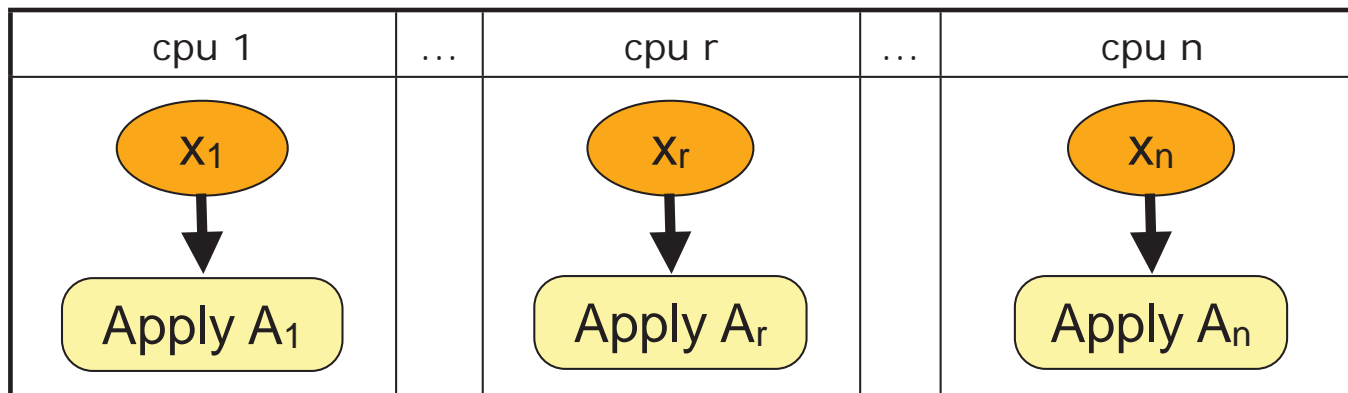 cpu 1 ... cpu r ... cpu n
x₁ xᵣ xₙ
Apply A₁ Apply Aᵣ Apply Aₙ